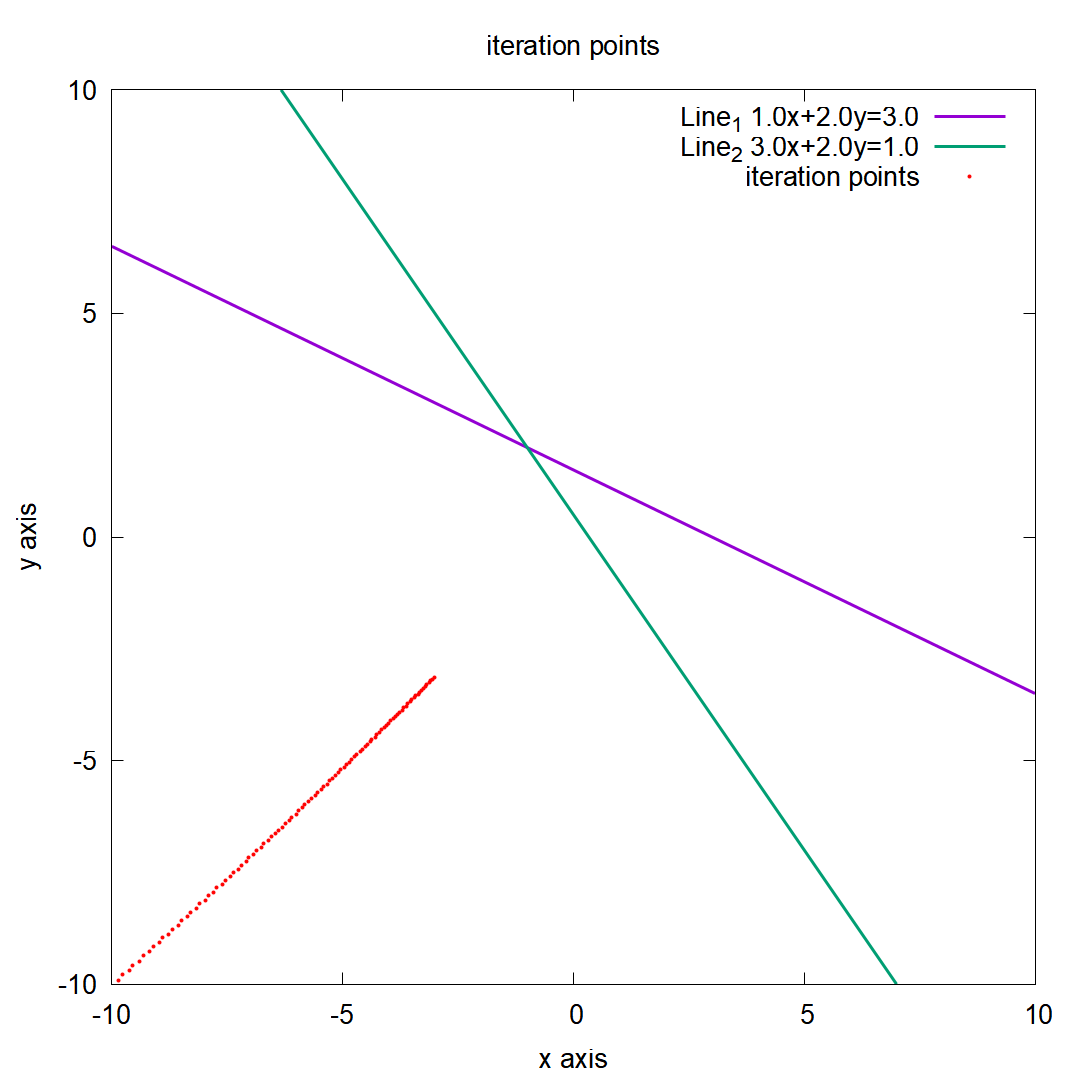 iteration points
Line1 1.0x+2.0y=3.0
Line2 3.0x+2.0y=1.0
iteration points
10
5
0
-5
-10
y axis
-10 -5 0 5 10
x axis